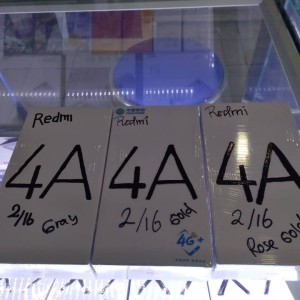 Redmi
4A
2/16 Gray
Redmi
4A
2/16 Gold
4G+
Redmi
4A
2/16
Rose Gold